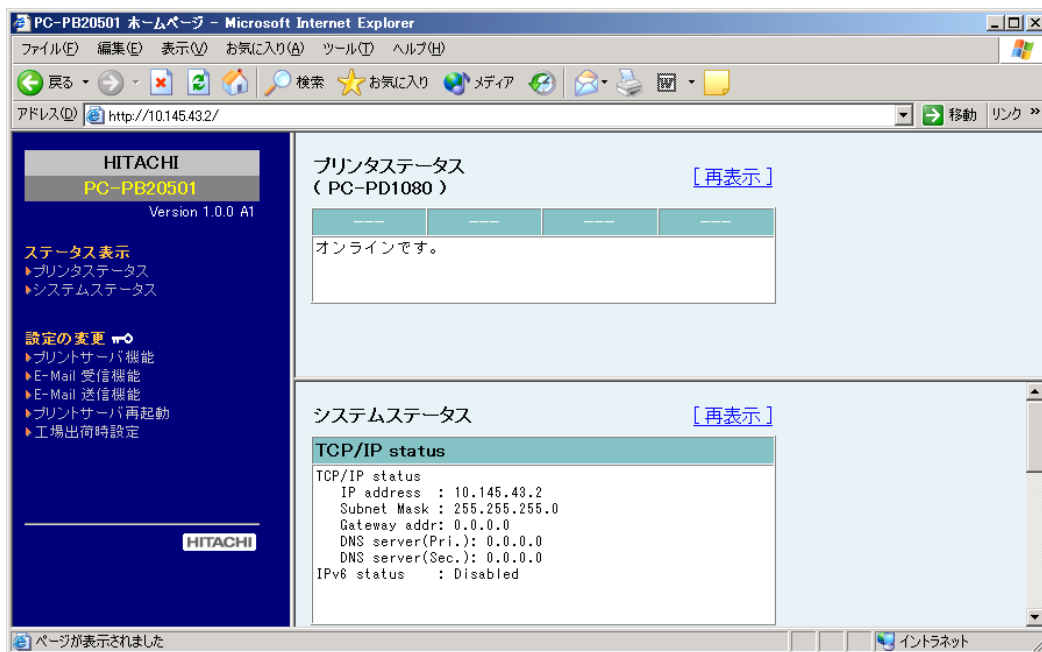 PC-PB20501 ホームページ - Microsoft Internet Explorer
ファイル(F) 編集(E) 表示(V) お気に入り(A) ツール(T) ヘルプ(H)
戻る 検索 お気に入り メディア
アドレス(D) http://10.145.43.2/ 移動 リンク »
HITACHI
PC-PB20501
Version 1.0.0 A1
ステータス表示
プリンタステータス
システムステータス
設定の変更
プリントサーバ機能
E-Mail 受信機能
E-Mail 送信機能
プリントサーバ再起動
工場出荷時設定
HITACHI
プリンタステータス
( PC-PD1080 )
[ 再表示 ]
--- --- --- ---
オンラインです。
システムステータス
[ 再表示 ]
TCP/IP status
TCP/IP status
IP address : 10.145.43.2
Subnet Mask : 255.255.255.0
Gateway addr: 0.0.0.0
DNS server(Pri.): 0.0.0.0
DNS server(Sec.): 0.0.0.0
IPv6 status : Disabled
ページが表示されました
イントラネット